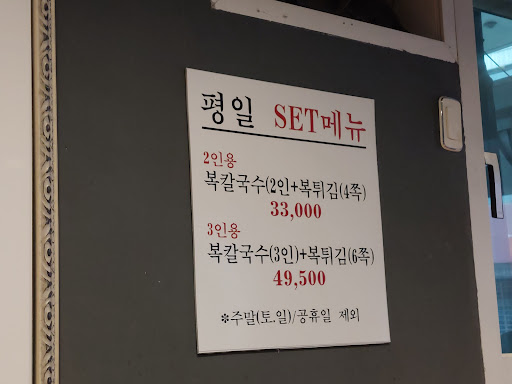 평일 SET메뉴
2인용
복칼국수(2인+복튀김(4쪽)
33,000
3인용
복칼국수(3인)+복튀김(6쪽)
49,500
*주말(토.일)/공휴일 제외